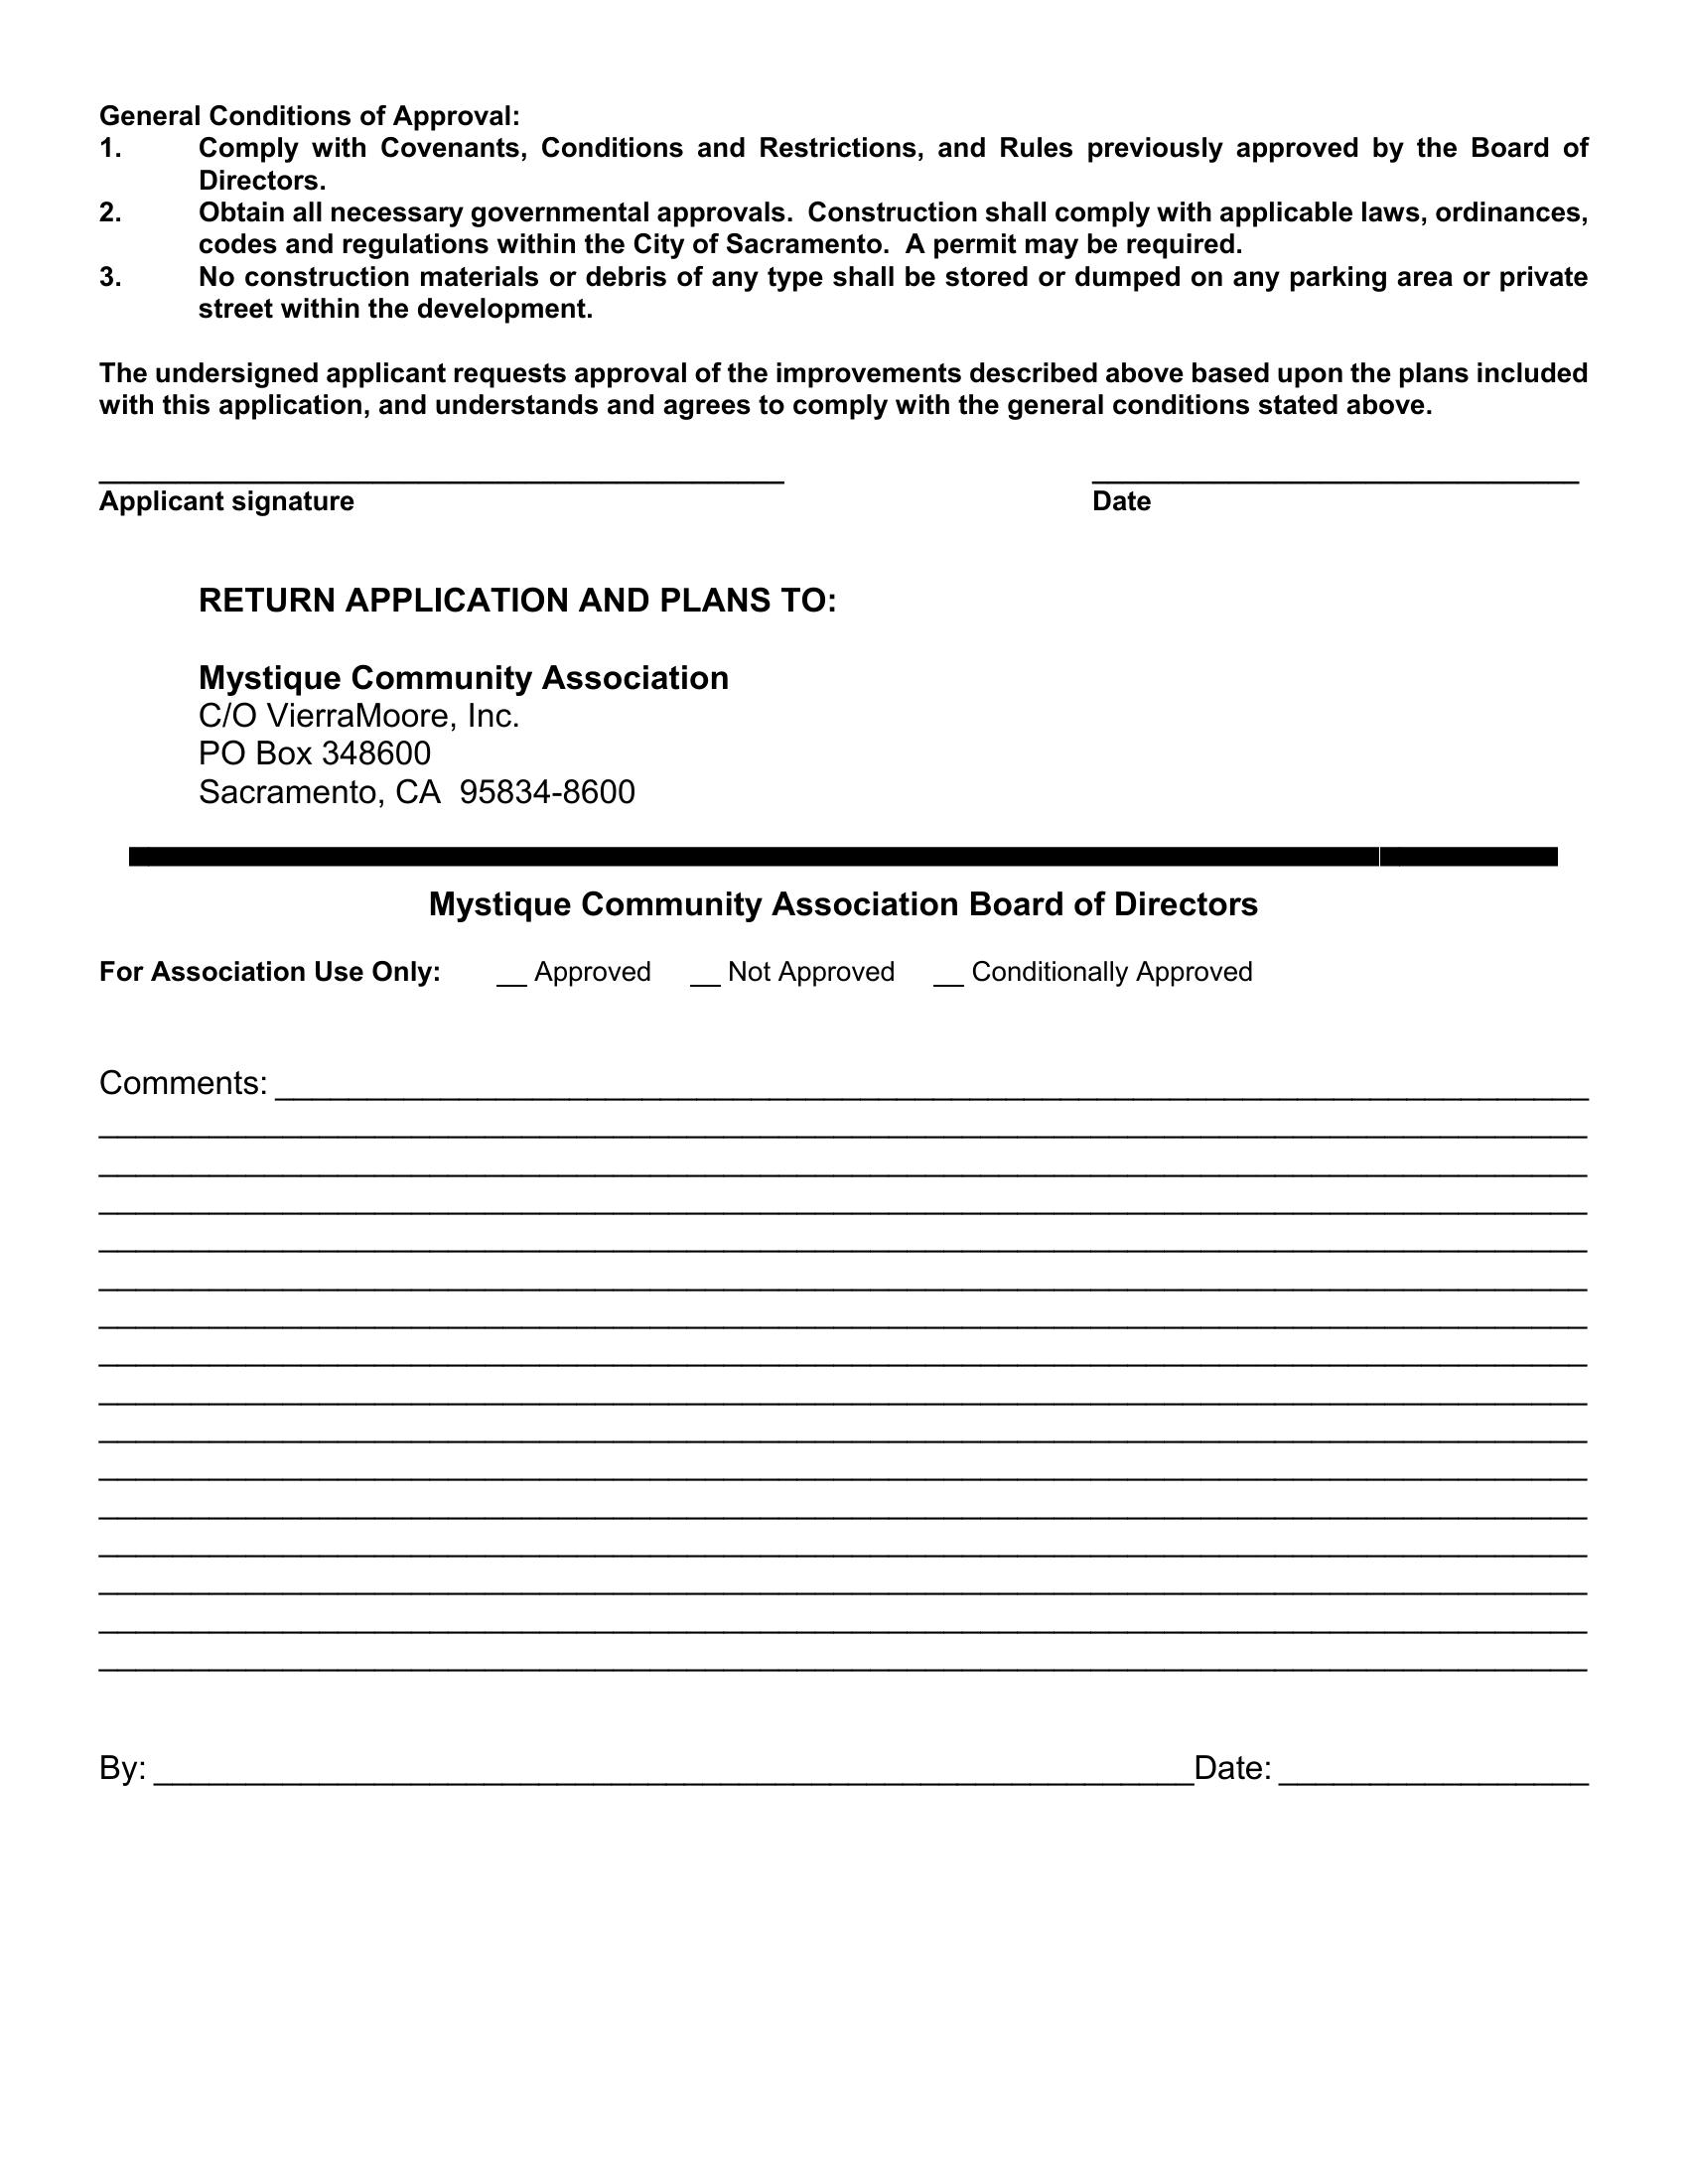 General Conditions of Approval:
1. Comply with Covenants, Conditions and Restrictions, and Rules previously approved by the Board of
Directors.
2. Obtain all necessary governmental approvals.  Construction shall comply with applicable laws, ordinances,
codes and regulations within the City of Sacramento.  A permit may be required.
3. No construction materials or debris of any type shall be stored or dumped on any parking area or private
street within the development.
The undersigned applicant requests approval of the improvements described above based upon the plans included
with this application, and understands and agrees to comply with the general conditions stated above.
Applicant signature Date
RETURN APPLICATION AND PLANS TO:
Mystique Community Association
C/O VierraMoore, Inc.
PO Box 348600
Sacramento, CA  95834-8600
Mystique Community Association Board of Directors
For Association Use Only: __ Approved __ Not Approved __ Conditionally Approved
Comments:
By: Date: